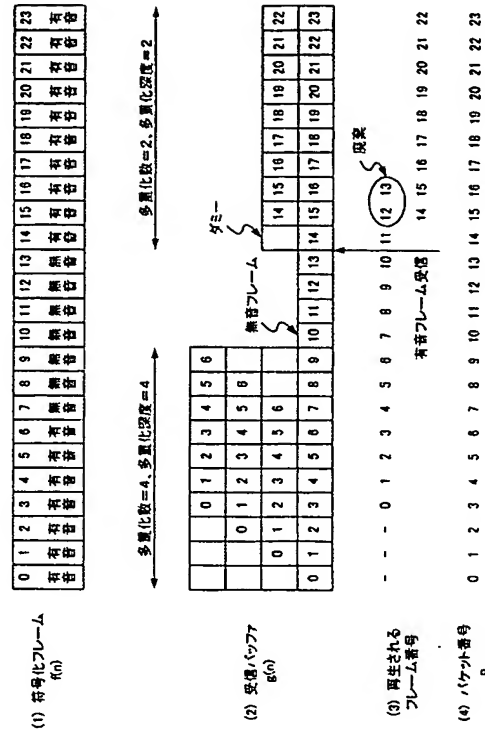 (1) 符号化フレーム
f(n)
0 1 2 3 4 5 6 7 8 9 10 11 12 13 14 15 16 17 18 19 20 21 22 23
有音 有音 有音 有音 有音 有音 有音 無音 無音 無音 無音 無音 無音 無音 有音 有音 有音 有音 有音 有音 有音 有音 有音 有音
多重化数=4、多重化深度=4
多重化数=2、多重化深度=2
(2) 受信バッファ
g(n)
0 1 2 3 4 5 6
0 1 2 3 4 5 6
無音フレーム
ダミー
0 1 2 3 4 5 6 14 15 16 17 18 19 20 21 22
0 1 2 3 4 5 6 7 8 9 10 11 12 13 14 15 16 17 18 19 20 21 22 23
廃棄
(3) 再生される
フレーム番号
- - - 0 1 2 3 4 5 6 7 8 9 10 11 12 13
14 15 16 17 18 19 20 21 22
有音フレーム受信
(4) パケット番号
n
0 1 2 3 4 5 6 7 8 9 10 11 12 13 14 15 16 17 18 19 20 21 22 23